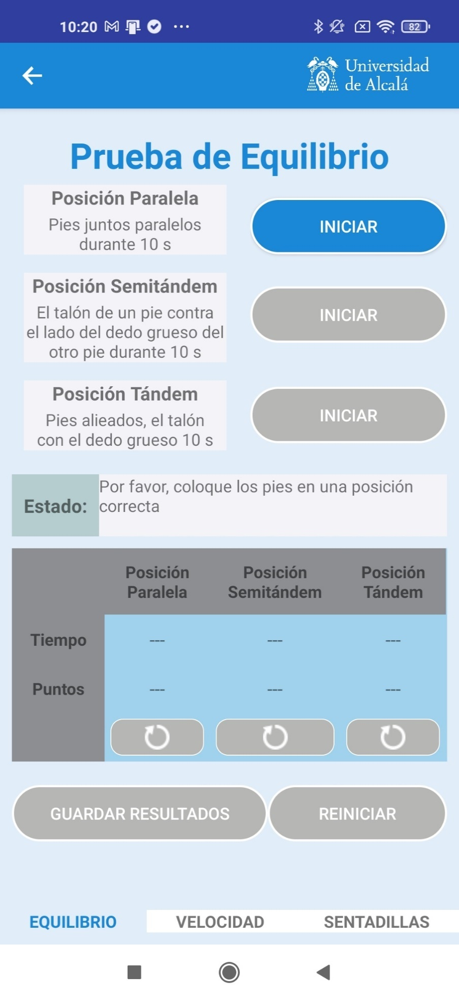 10:20
82
Universidad
de Alcalá
Prueba de Equilibrio
Posición Paralela
Pies juntos paralelos
durante 10 s
INICIAR
Posición Semitándem
El talón de un pie contra
el lado del dedo grueso del
otro pie durante 10 s
INICIAR
Posición Tándem
Pies alieados, el talón
con el dedo grueso 10 s
INICIAR
Estado:
Por favor, coloque los pies en una posición
correcta
Posición Posición Posición
Paralela Semitándem Tándem
Tiempo --- --- ---
Puntos --- --- ---
GUARDAR RESULTADOS REINICIAR
EQUILIBRIO VELOCIDAD SENTADILLAS